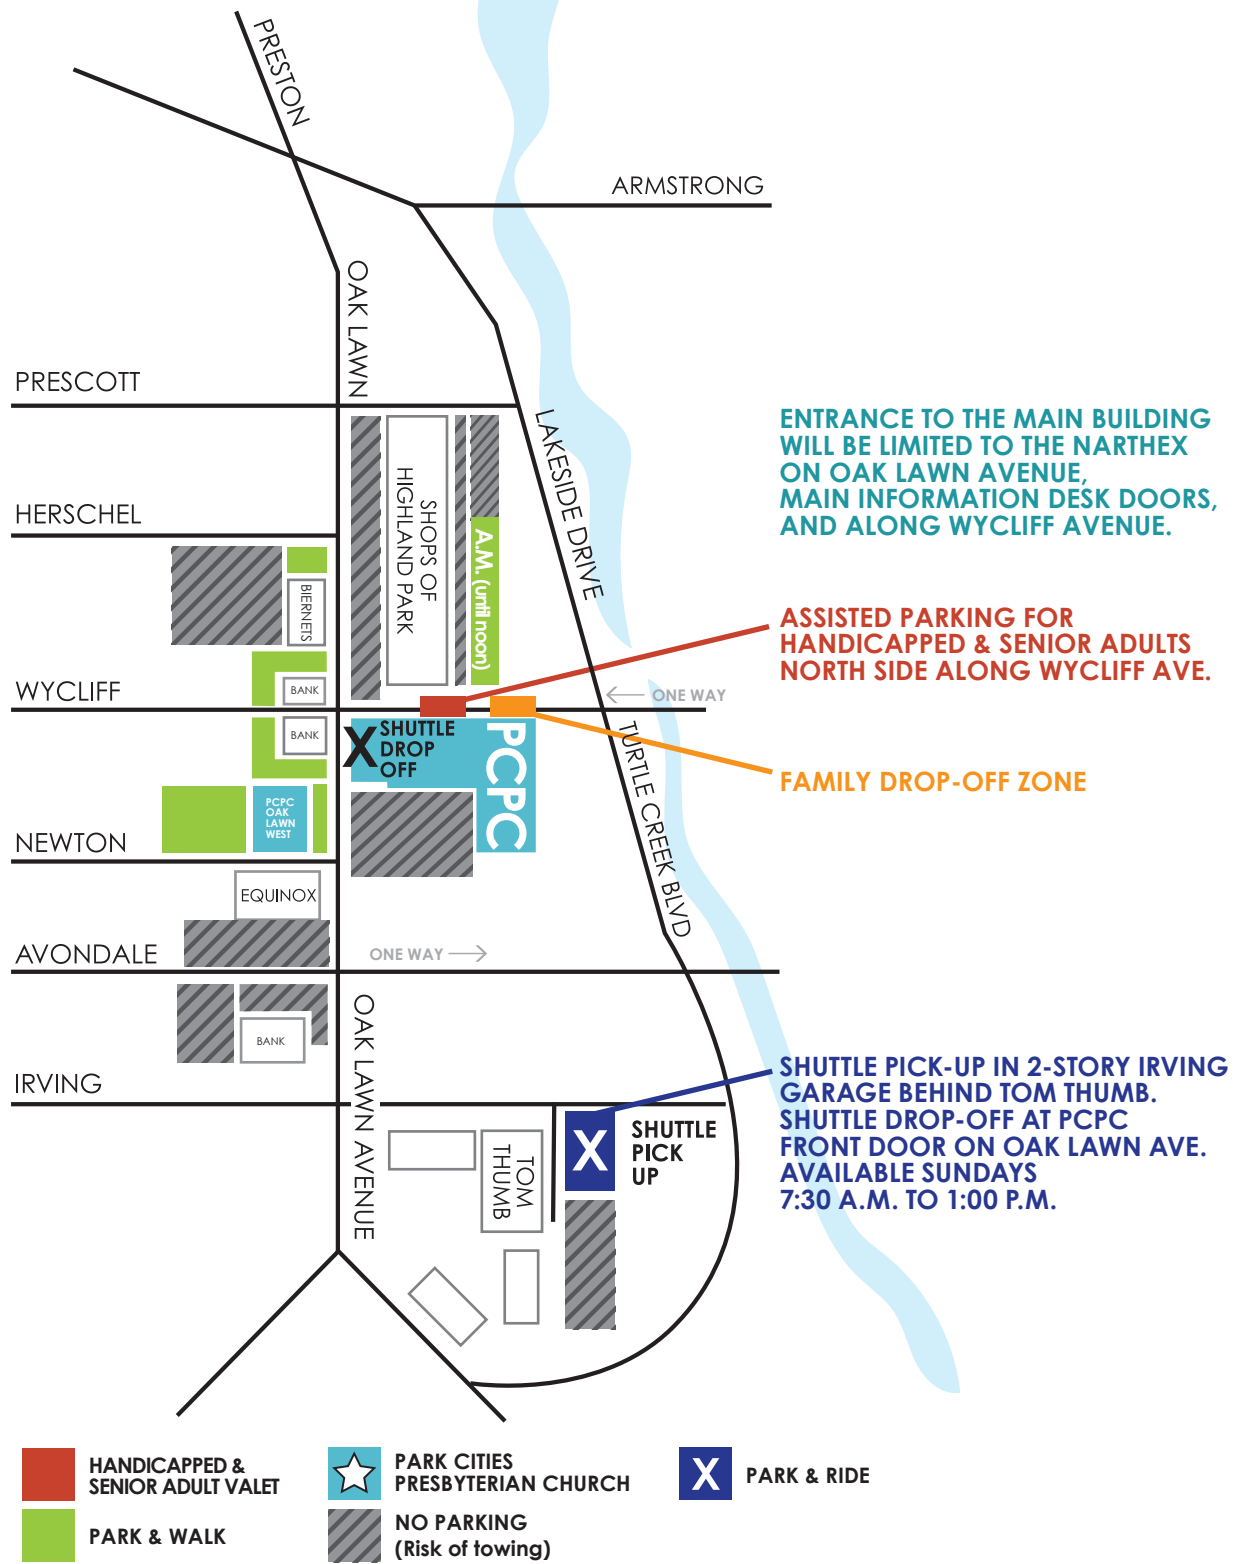 PRESTON
ARMSTRONG
OAK LAWN
PRESCOTT
LAKESIDE DRIVE
ENTRANCE TO THE MAIN BUILDING
WILL BE LIMITED TO THE NARTHEX
ON OAK LAWN AVENUE,
MAIN INFORMATION DESK DOORS,
AND ALONG WYCLIFF AVENUE.
HERSCHEL
SHOPS OF
HIGHLAND PARK
A.M. (until noon)
BIERNETS
ASSISTED PARKING FOR
HANDICAPPED & SENIOR ADULTS
NORTH SIDE ALONG WYCLIFF AVE.
WYCLIFF
BANK
ONE WAY
BANK
X
SHUTTLE
DROP
OFF
PCPC
TURTLE CREEK BLVD
FAMILY DROP-OFF ZONE
PCPC
OAK
LAWN
WEST
NEWTON
EQUINOX
AVONDALE
ONE WAY
OAK LAWN AVENUE
BANK
IRVING
SHUTTLE PICK-UP IN 2-STORY IRVING
GARAGE BEHIND TOM THUMB.
SHUTTLE DROP-OFF AT PCPC
FRONT DOOR ON OAK LAWN AVE.
AVAILABLE SUNDAYS
7:30 A.M. TO 1:00 P.M.
TOM
THUMB
X
SHUTTLE
PICK
UP
HANDICAPPED &
SENIOR ADULT VALET
PARK CITIES
PRESBYTERIAN CHURCH
X
PARK & RIDE
PARK & WALK
NO PARKING
(Risk of towing)